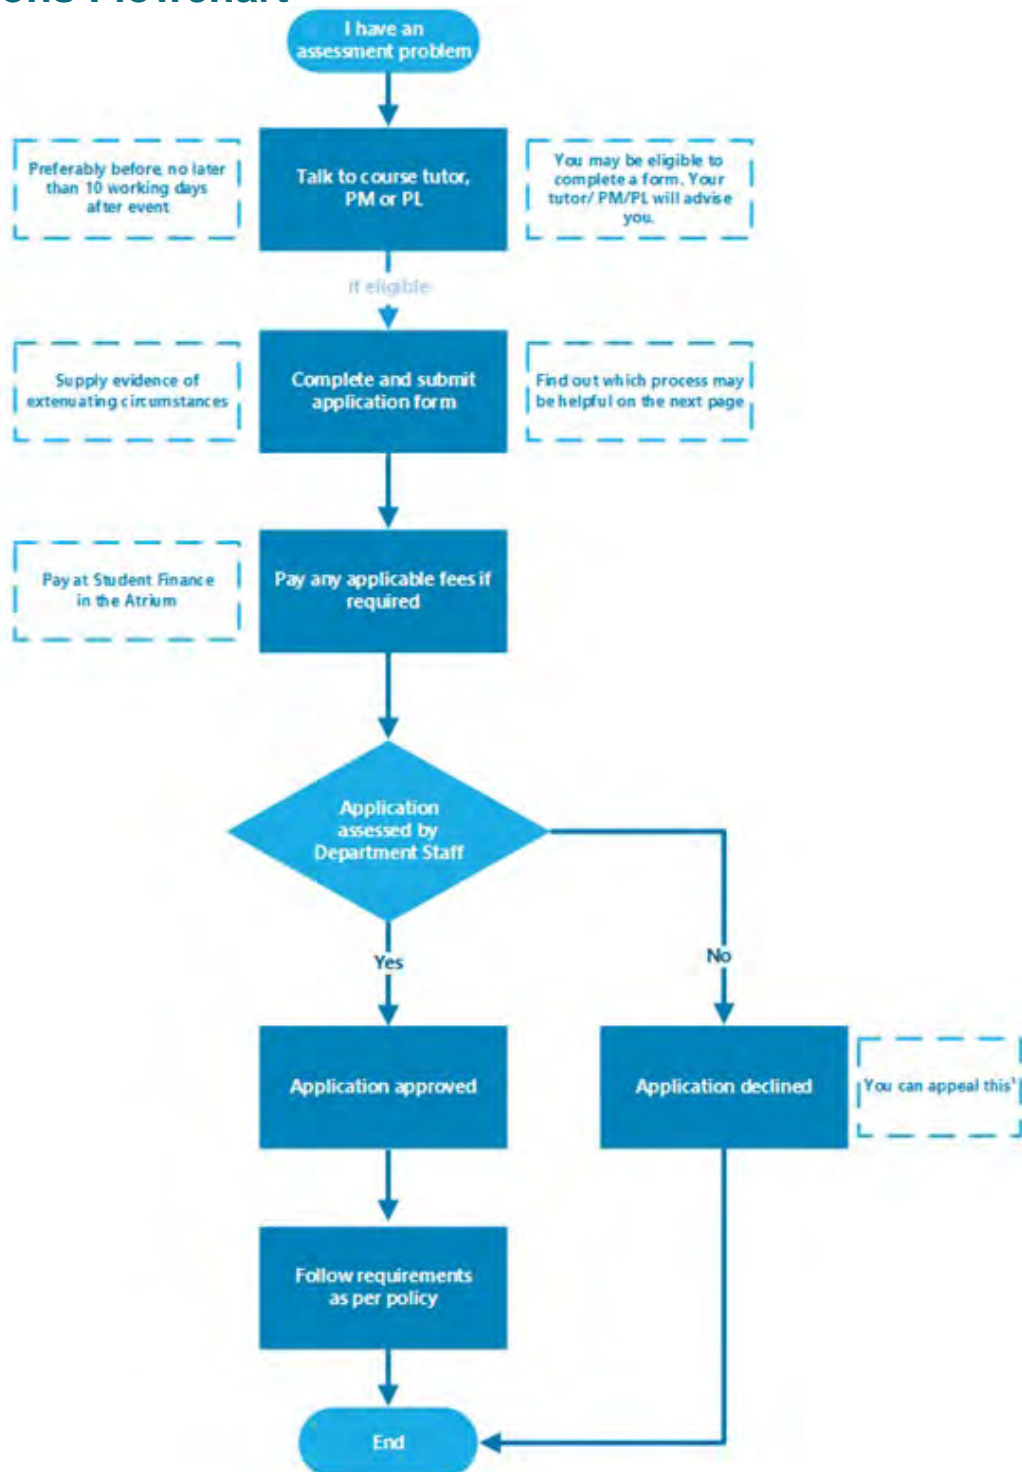 I have an
assessment problem
Preferably before, no later
than 10 working days
after event
Talk to course tutor,
PM or PL
You may be eligible to
complete a form. Your
tutor/ PM/PL will advise
you.
if eligible
Supply evidence of
extenuating circumstances
Complete and submit
application form
Find out which process may
be helpful on the next page
Pay at Student Finance
in the Atrium
Pay any applicable fees if
required
Application
assessed by
Department Staff
Yes
No
Application approved
Application declined
You can appeal this¹
Follow requirements
as per policy
End